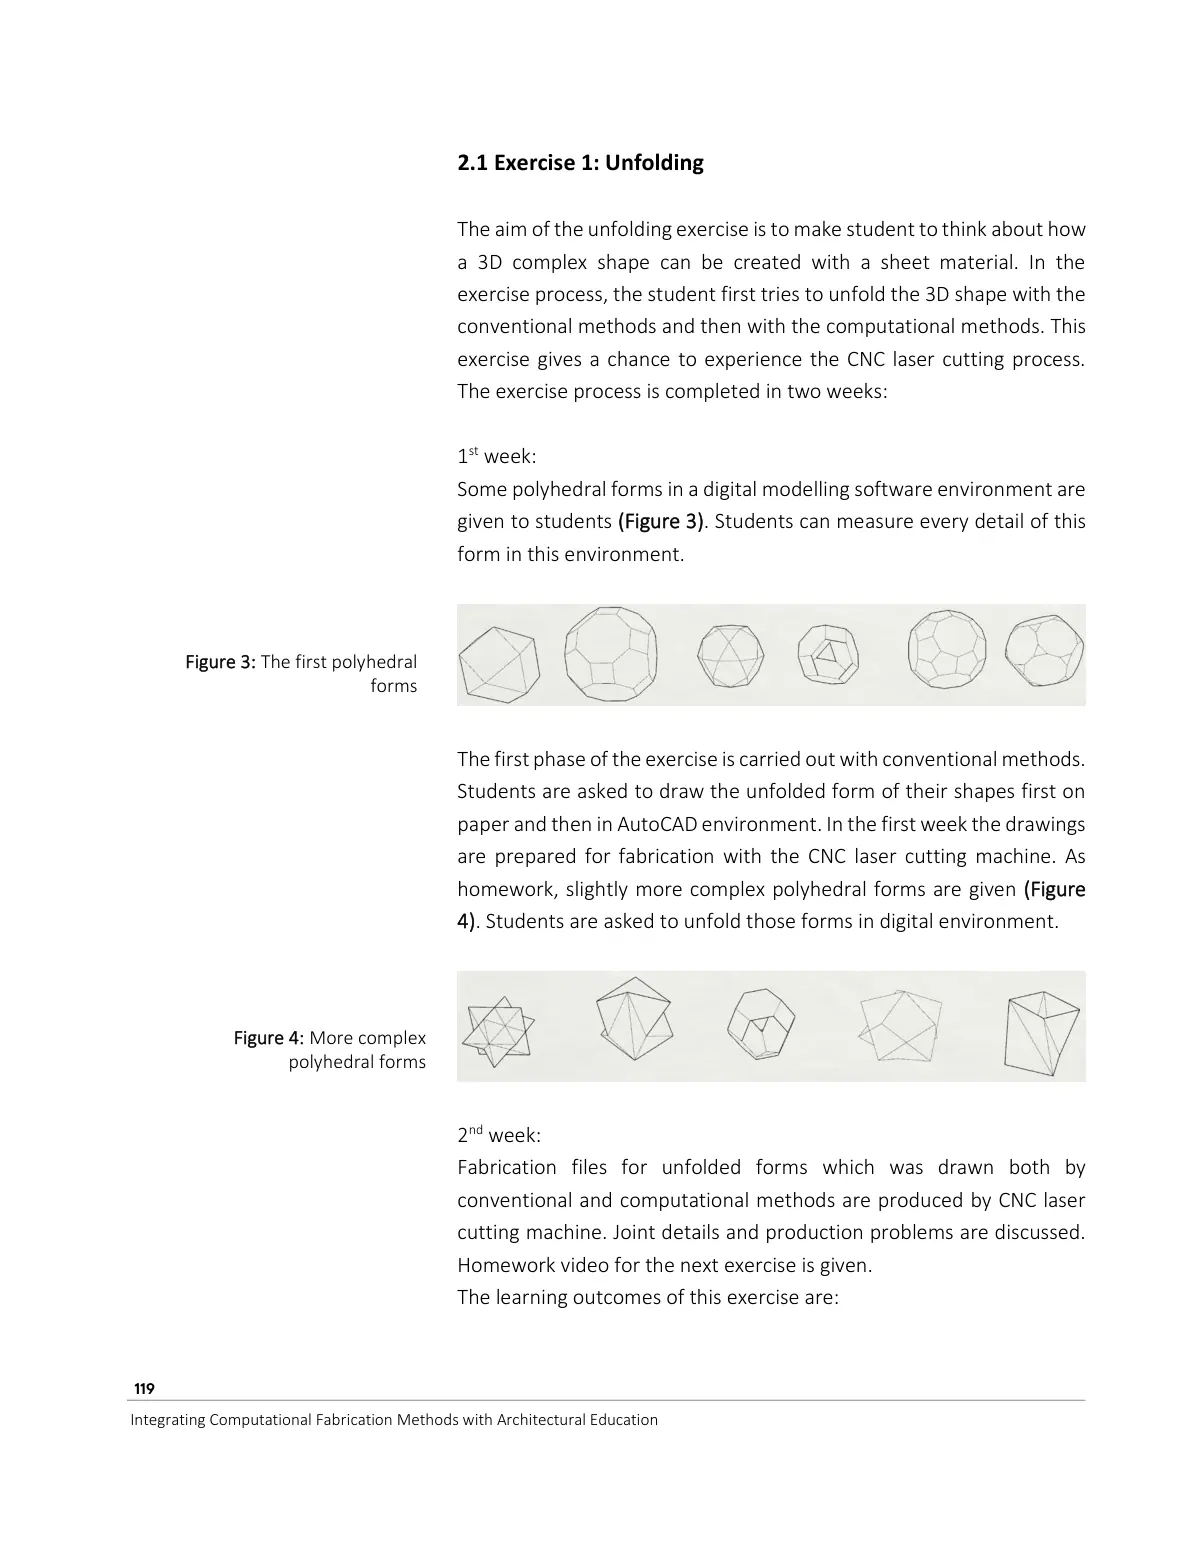 2.1 Exercise 1: Unfolding
The aim of the unfolding exercise is to make student to think about how
a 3D complex shape can be created with a sheet material. In the
exercise process, the student first tries to unfold the 3D shape with the
conventional methods and then with the computational methods. This
exercise gives a chance to experience the CNC laser cutting process.
The exercise process is completed in two weeks:
1st week:
Some polyhedral forms in a digital modelling software environment are
given to students (Figure 3). Students can measure every detail of this
form in this environment.
Figure 3: The first polyhedral
forms
The first phase of the exercise is carried out with conventional methods.
Students are asked to draw the unfolded form of their shapes first on
paper and then in AutoCAD environment. In the first week the drawings
are prepared for fabrication with the CNC laser cutting machine. As
homework, slightly more complex polyhedral forms are given (Figure
4). Students are asked to unfold those forms in digital environment.
Figure 4: More complex
polyhedral forms
2nd week:
Fabrication files for unfolded forms which was drawn both by
conventional and computational methods are produced by CNC laser
cutting machine. Joint details and production problems are discussed.
Homework video for the next exercise is given.
The learning outcomes of this exercise are:
119
Integrating Computational Fabrication Methods with Architectural Education